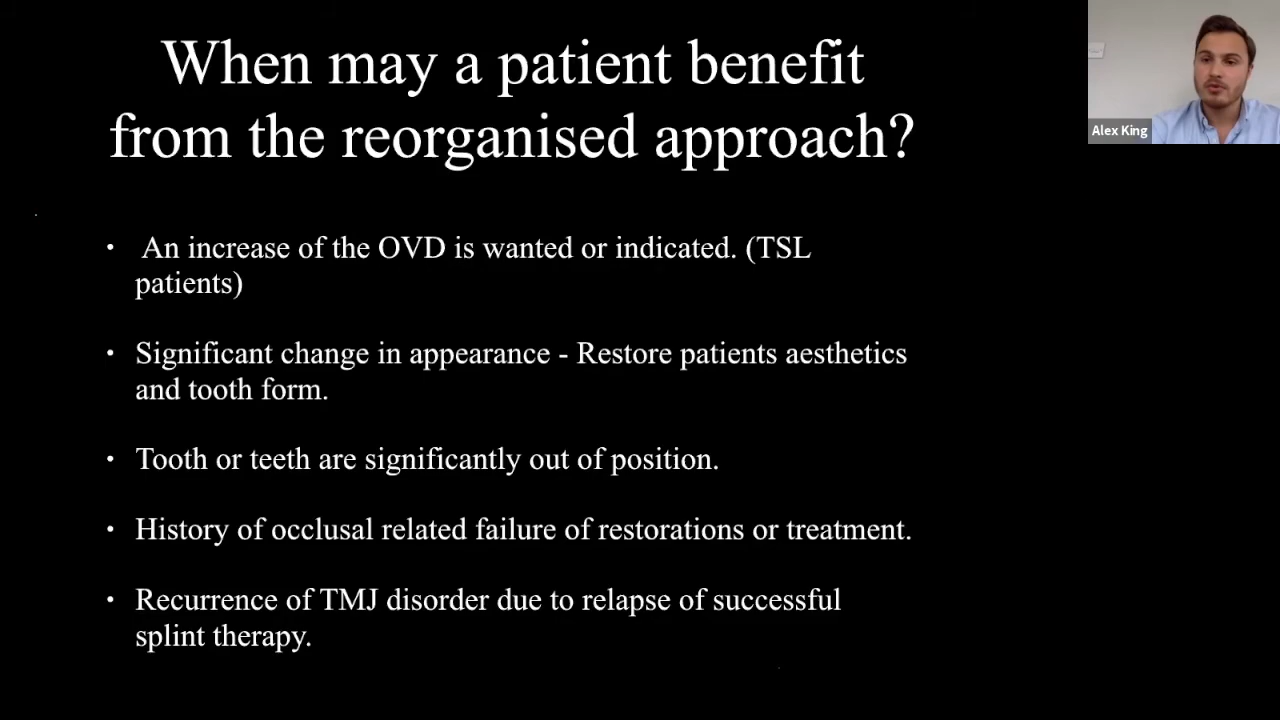 When may a patient benefit
from the reorganised approach?
Alex King
• An increase of the OVD is wanted or indicated. (TSL
patients)
• Significant change in appearance - Restore patients aesthetics
and tooth form.
• Tooth or teeth are significantly out of position.
• History of occlusal related failure of restorations or treatment.
• Recurrence of TMJ disorder due to relapse of successful
splint therapy.